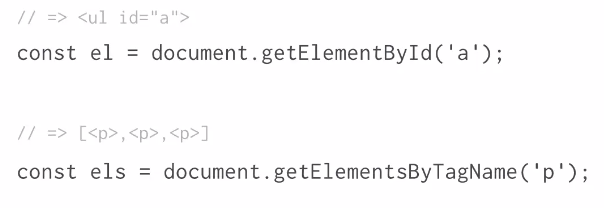 // => <ul id="a">
const el = document.getElementById('a');
// => [<p>,<p>,<p>]
const els = document.getElementsByTagName('p');